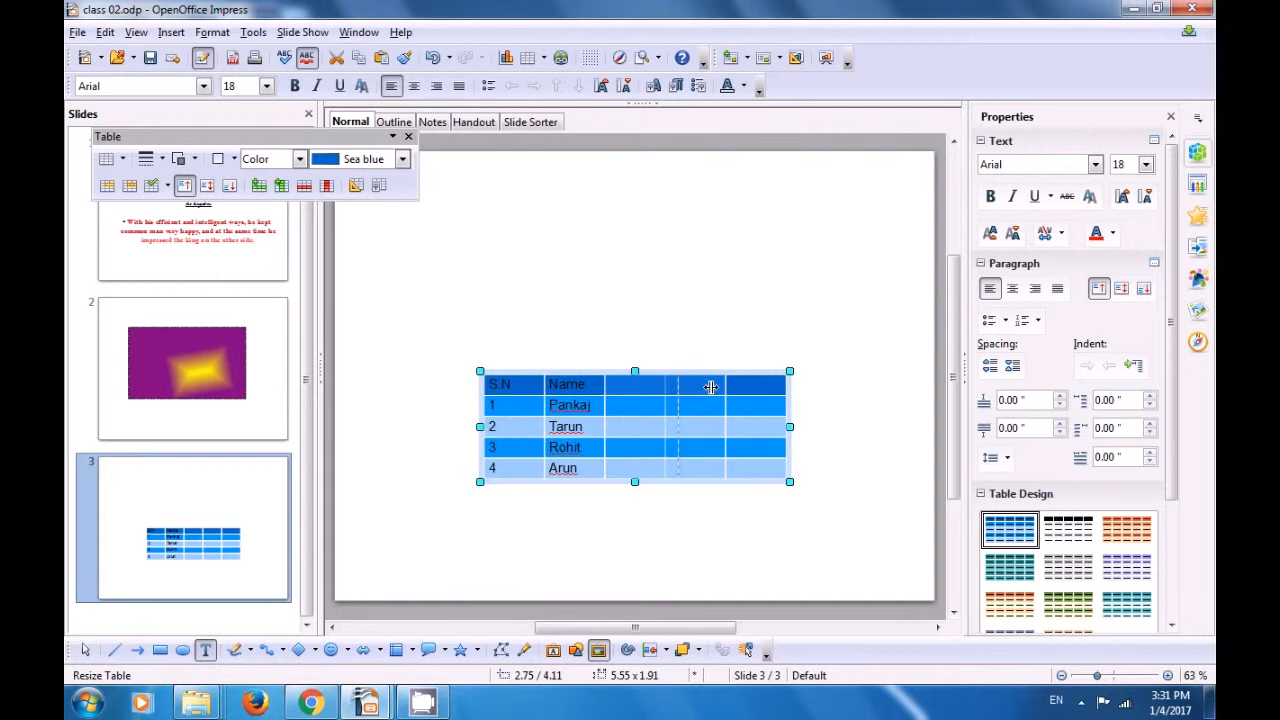 class 02.odp - OpenOffice Impress
File Edit View Insert Format Tools Slide Show Window Help
Arial 18
Slides
Normal Outline Notes Handout Slide Sorter
Table
Color Sea blue
• With his efficient and intelligent ways, he kept
common man very happy, and at the same time he
impressed the king on the other side.
2
3
S.N Name
1 Pankaj
2 Tarun
3 Rohit
4 Arun
Properties
Text
Arial 18
Paragraph
Spacing: Indent:
0.00 " 0.00 "
0.00 " 0.00 "
0.00 "
Table Design
Resize Table 2.75 / 4.11 5.55 x 1.91 * Slide 3 / 3 Default 63 %
EN 3:31 PM
1/4/2017